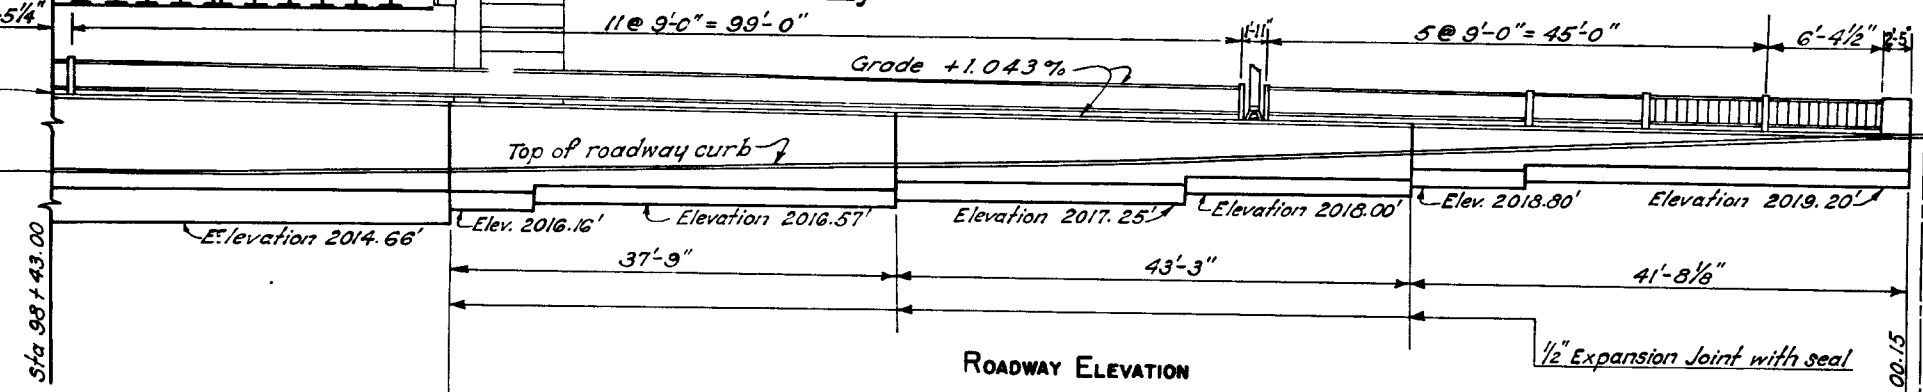 5¼"
11 @ 9'-0" = 99'-0"
1'-11"
5 @ 9'-0" = 45'-0"
6'-4½"
2'-5"
Grade +1.043%
Top of roadway curb
Elevation 2014.66'
Elev. 2016.16'
Elevation 2016.57'
Elevation 2017.25'
Elevation 2018.00'
Elev. 2018.80'
Elevation 2019.20'
Sta 98+43.00
37'-9"
43'-3"
41'-8⅛"
½" Expansion Joint with seal
00.15
ROADWAY ELEVATION